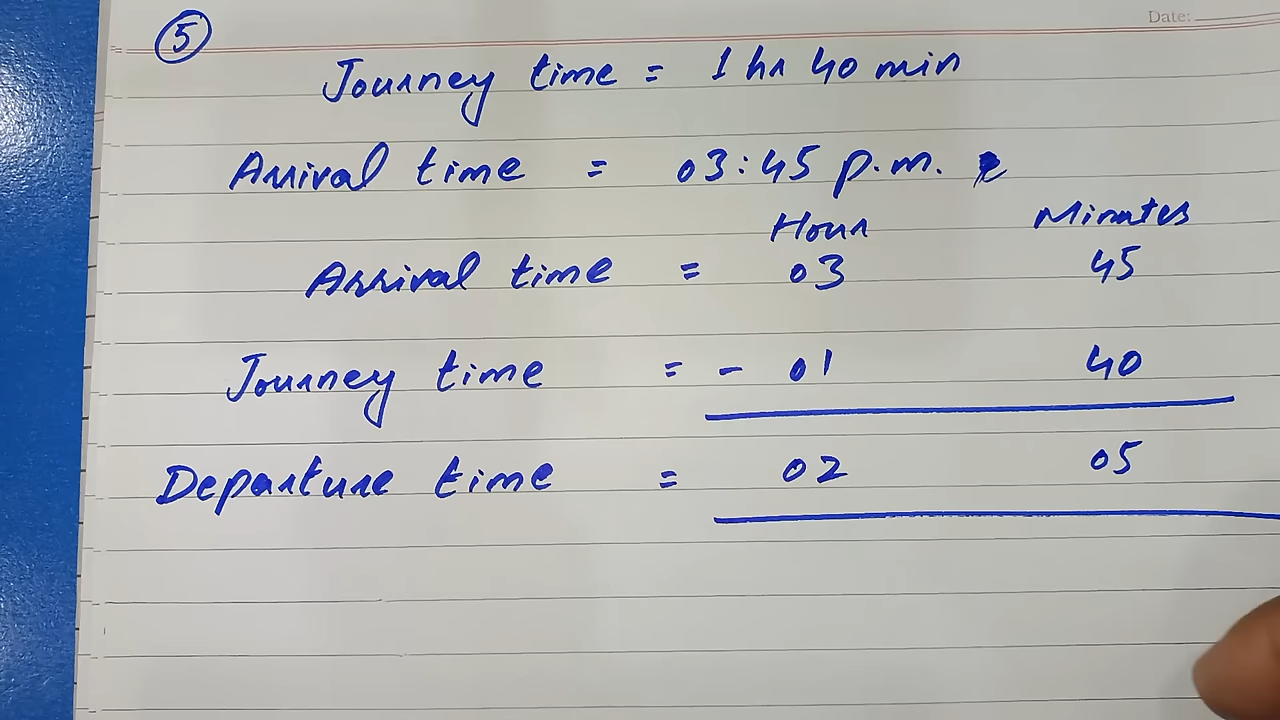 Date:
5
Journey time = 1 hr 40 min
Arrival time = 03:45 p.m.
Hour Minutes
Arrival time = 03 45
Journey time = - 01 40
Departure time = 02 05